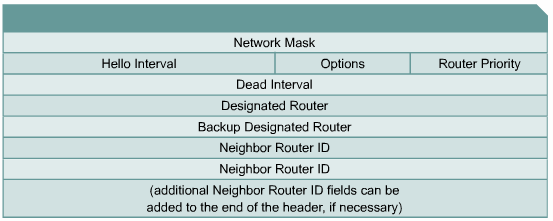 Network Mask
Hello Interval Options Router Priority
Dead Interval
Designated Router
Backup Designated Router
Neighbor Router ID
Neighbor Router ID
(additional Neighbor Router ID fields can be
added to the end of the header, if necessary)